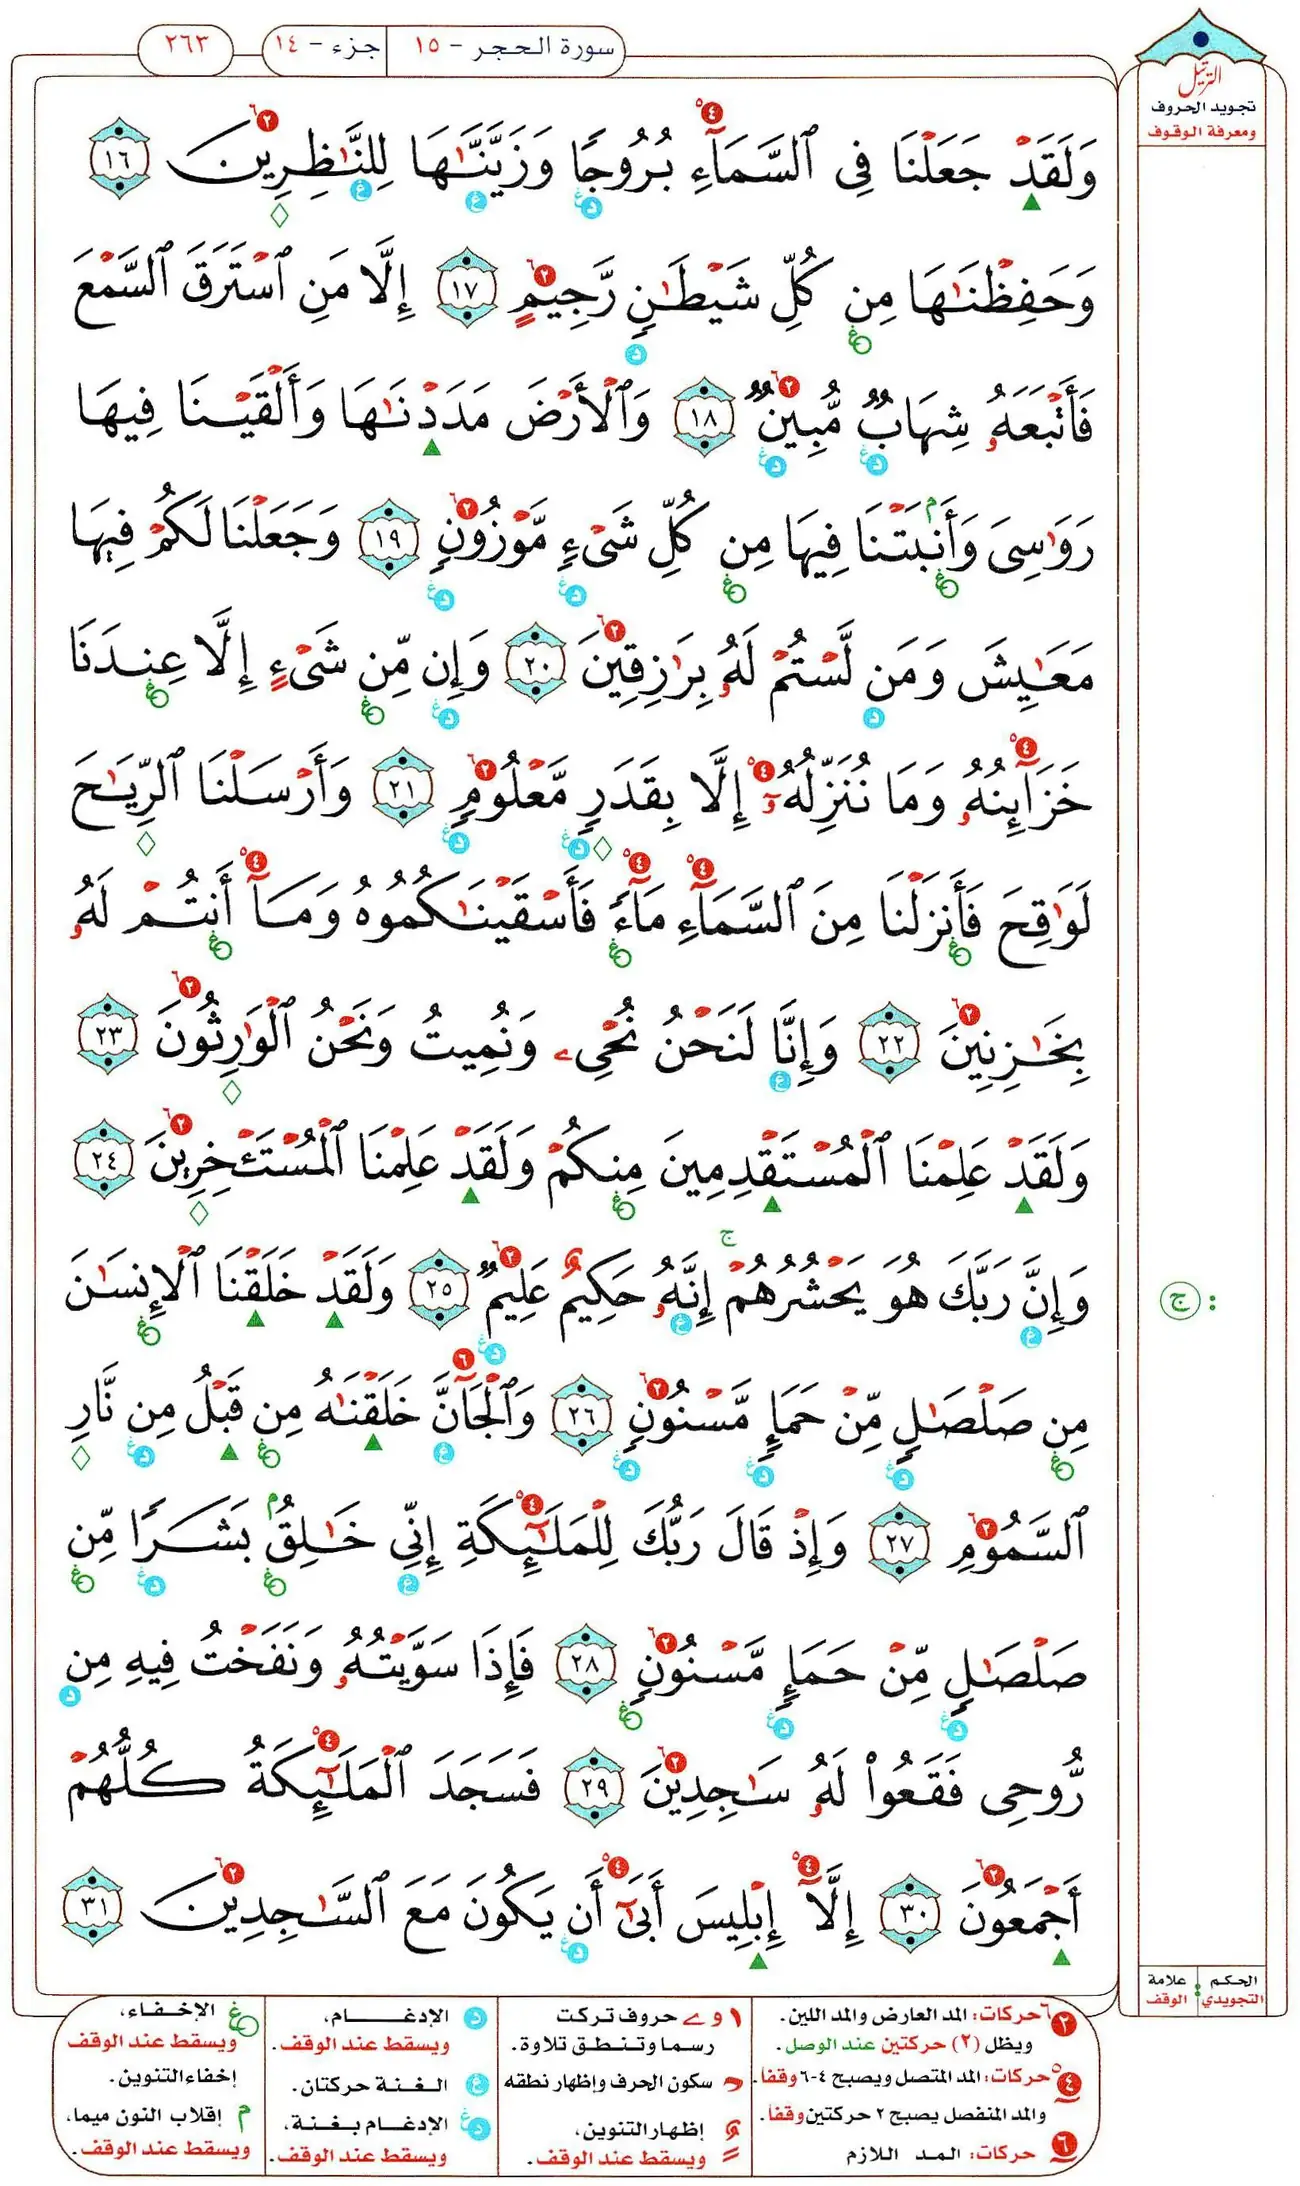 سورة الحجر - ١٥
جزء - ١٤
٢٦٣
الترتيل
تجويد الحروف
ومعرفة الوقوف
وَلَقَدْ جَعَلْنَا فِى ٱلسَّمَآءِ بُرُوجًا وَزَيَّنَّٰهَا لِلنَّٰظِرِينَ ١٦
وَحَفِظْنَٰهَا مِن كُلِّ شَيْطَٰنٍ رَّجِيمٍ ١٧ إِلَّا مَنِ ٱسْتَرَقَ ٱلسَّمْعَ
فَأَتْبَعَهُۥ شِهَابٌ مُّبِينٌ ١٨ وَٱلْأَرْضَ مَدَدْنَٰهَا وَأَلْقَيْنَا فِيهَا
رَوَٰسِىَ وَأَنۢبَتْنَا فِيهَا مِن كُلِّ شَىْءٍ مَّوْزُونٍ ١٩ وَجَعَلْنَا لَكُمْ فِيهَا
مَعَٰيِشَ وَمَن لَّسْتُمْ لَهُۥ بِرَٰزِقِينَ ٢٠ وَإِن مِّن شَىْءٍ إِلَّا عِندَنَا
خَزَآئِنُهُۥ وَمَا نُنَزِّلُهُۥٓ إِلَّا بِقَدَرٍ مَّعْلُومٍ ٢١ وَأَرْسَلْنَا ٱلرِّيَٰحَ
لَوَٰقِحَ فَأَنزَلْنَا مِنَ ٱلسَّمَآءِ مَآءً فَأَسْقَيْنَٰكُمُوهُ وَمَآ أَنتُمْ لَهُۥ
بِخَٰزِنِينَ ٢٢ وَإِنَّا لَنَحْنُ نُحْىِۦ وَنُمِيتُ وَنَحْنُ ٱلْوَٰرِثُونَ ٢٣
وَلَقَدْ عَلِمْنَا ٱلْمُسْتَقْدِمِينَ مِنكُمْ وَلَقَدْ عَلِمْنَا ٱلْمُسْتَـْٔخِرِينَ ٢٤
وَإِنَّ رَبَّكَ هُوَ يَحْشُرُهُمْ ۚ إِنَّهُۥ حَكِيمٌ عَلِيمٌ ٢٥ وَلَقَدْ خَلَقْنَا ٱلْإِنسَٰنَ
ج :
مِن صَلْصَٰلٍ مِّنْ حَمَإٍ مَّسْنُونٍ ٢٦ وَٱلْجَآنَّ خَلَقْنَٰهُ مِن قَبْلُ مِن نَّارِ
ٱلسَّمُومِ ٢٧ وَإِذْ قَالَ رَبُّكَ لِلْمَلَٰٓئِكَةِ إِنِّى خَٰلِقٌۢ بَشَرًا مِّن
صَلْصَٰلٍ مِّنْ حَمَإٍ مَّسْنُونٍ ٢٨ فَإِذَا سَوَّيْتُهُۥ وَنَفَخْتُ فِيهِ مِن
رُّوحِى فَقَعُوا۟ لَهُۥ سَٰجِدِينَ ٢٩ فَسَجَدَ ٱلْمَلَٰٓئِكَةُ كُلُّهُمْ
أَجْمَعُونَ ٣٠ إِلَّآ إِبْلِيسَ أَبَىٰٓ أَن يَكُونَ مَعَ ٱلسَّٰجِدِينَ ٣١
الحكم التجويدي : علامة الوقف
٢ ٦ حركات: المد العارض والمد اللين.
ويظل (٢) حركتين عند الوصل.
٤ ٥ حركات: المد المتصل ويصبح ٤-٦ وقفاً.
والمد المنفصل يصبح ٢ حركتين وقفاً.
٦ حركات: المد اللازم
ا و ے حروف تركت
رسما وتنطق تلاوة.
سكون الحرف وإظهار نطقه
إظهار التنوين،
ويسقط عند الوقف.
د الإدغــام،
ويسقط عند الوقف.
غ الغنة حركتان.
د غ الإدغام بغنة،
ويسقط عند الوقف.
الإخفاء،
ويسقط عند الوقف
إخفاء التنوين.
م إقلاب النون ميما،
ويسقط عند الوقف.